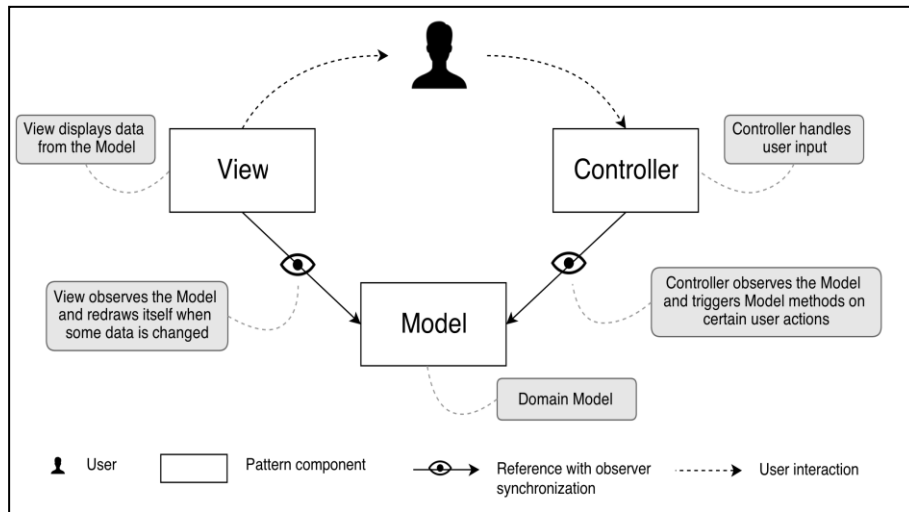 View displays data
from the Model
View
Controller
Controller handles
user input
View observes the Model
and redraws itself when
some data is changed
Model
Controller observes the Model
and triggers Model methods on
certain user actions
Domain Model
User
Pattern component
Reference with observer
synchronization
User interaction